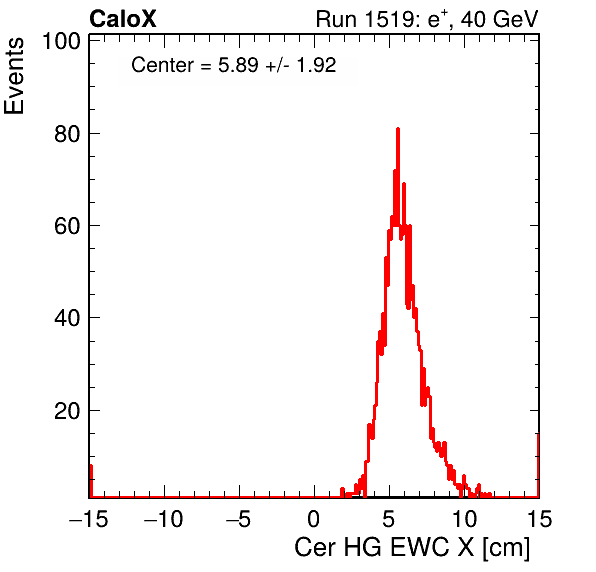 CaloX Run 1519: e⁺, 40 GeV
Events
Center = 5.89 +/- 1.92
100
80
60
40
20
−15 −10 −5 0 5 10 15
Cer HG EWC X [cm]